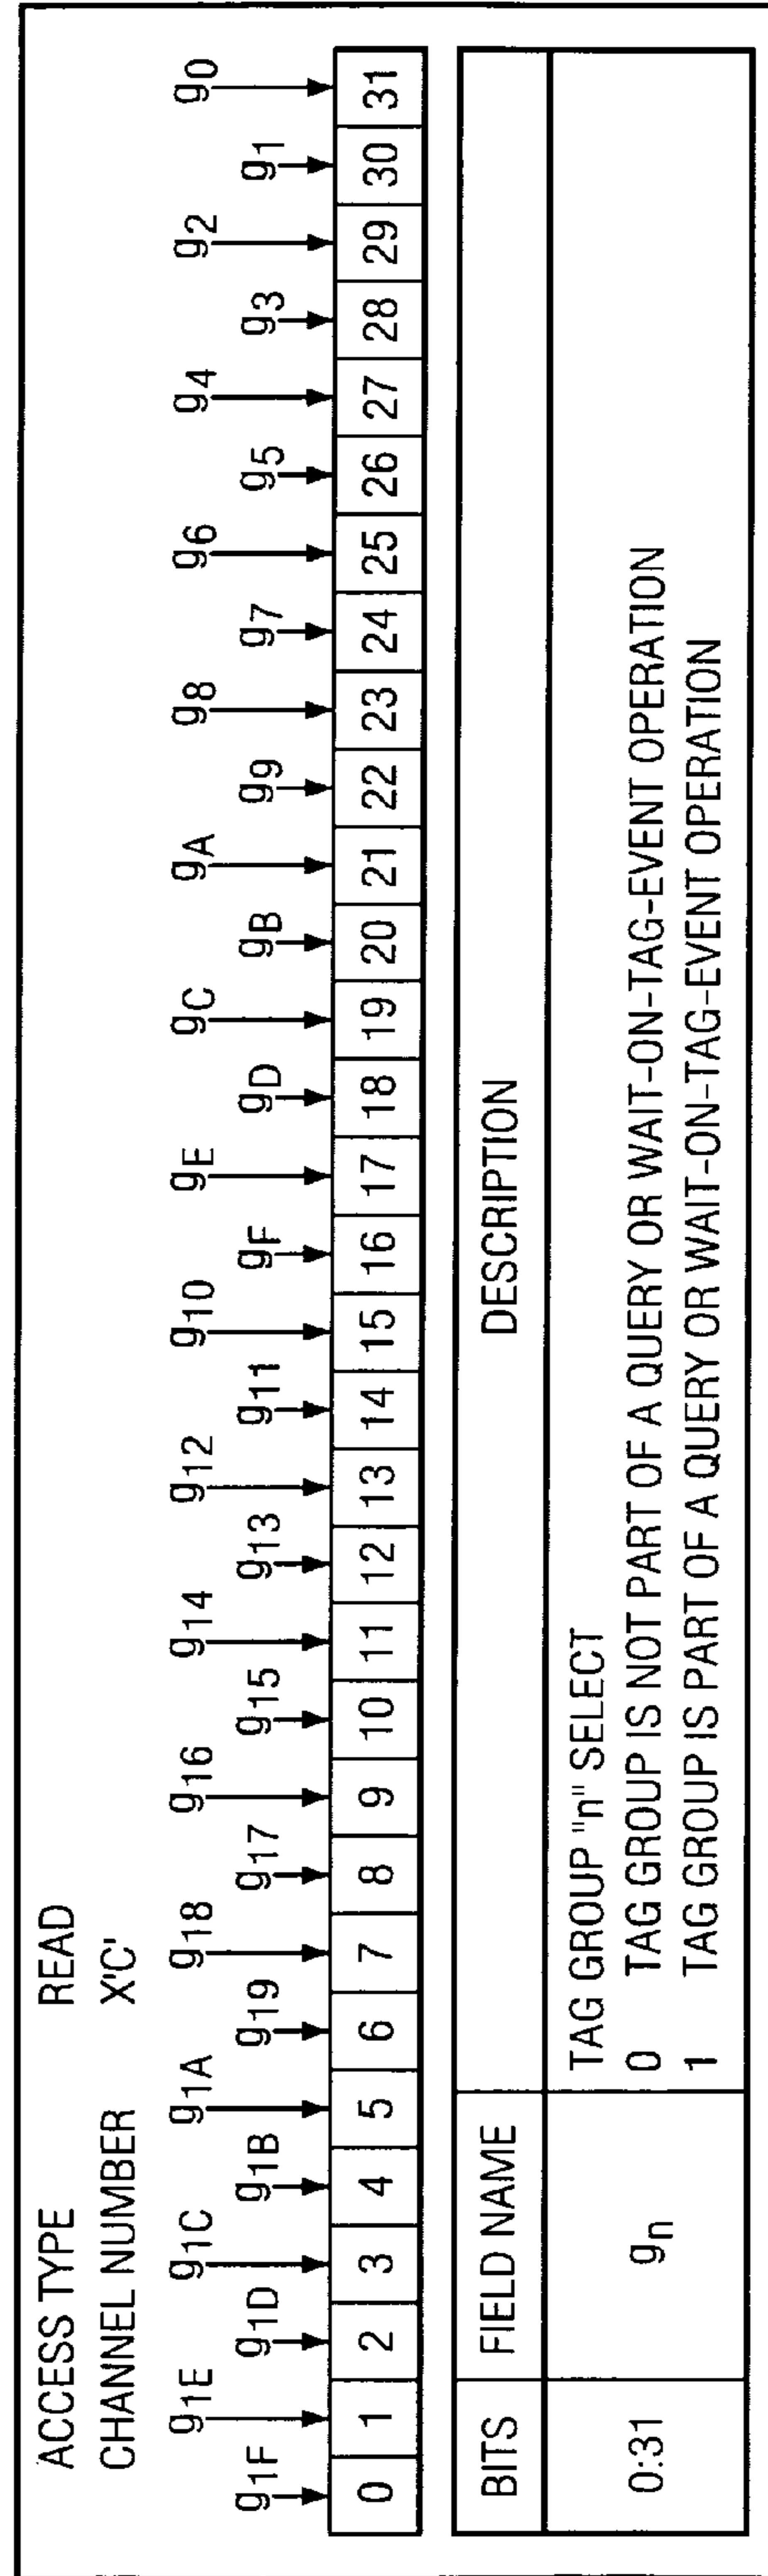 ACCESS TYPE READ
CHANNEL NUMBER X'C'
g1F g1E g1D g1C g1B g1A g19 g18 g17 g16 g15 g14 g13 g12 g11 g10 gF gE gD gC gB gA g9 g8 g7 g6 g5 g4 g3 g2 g1 g0
0 1 2 3 4 5 6 7 8 9 10 11 12 13 14 15 16 17 18 19 20 21 22 23 24 25 26 27 28 29 30 31
BITS FIELD NAME DESCRIPTION
0:31 gn TAG GROUP "n" SELECT
0 TAG GROUP IS NOT PART OF A QUERY OR WAIT-ON-TAG-EVENT OPERATION
1 TAG GROUP IS PART OF A QUERY OR WAIT-ON-TAG-EVENT OPERATION